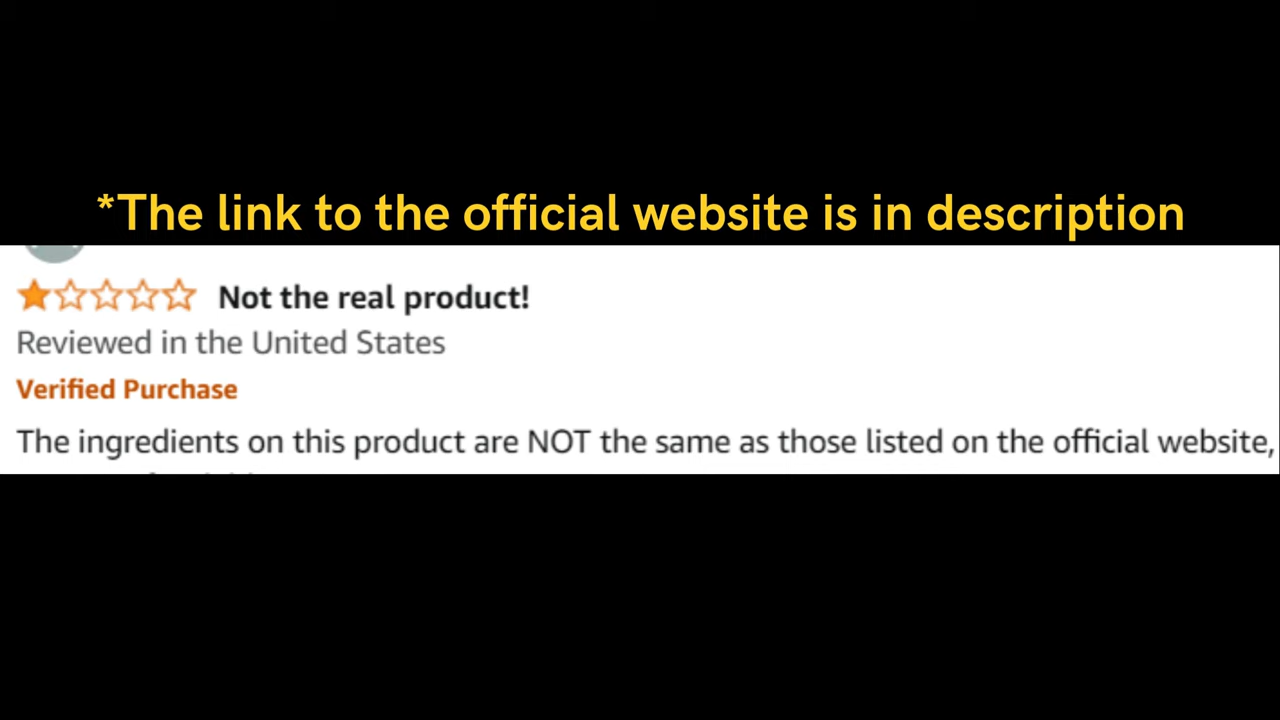 *The link to the official website is in description
Not the real product!
Reviewed in the United States
Verified Purchase
The ingredients on this product are NOT the same as those listed on the official website,